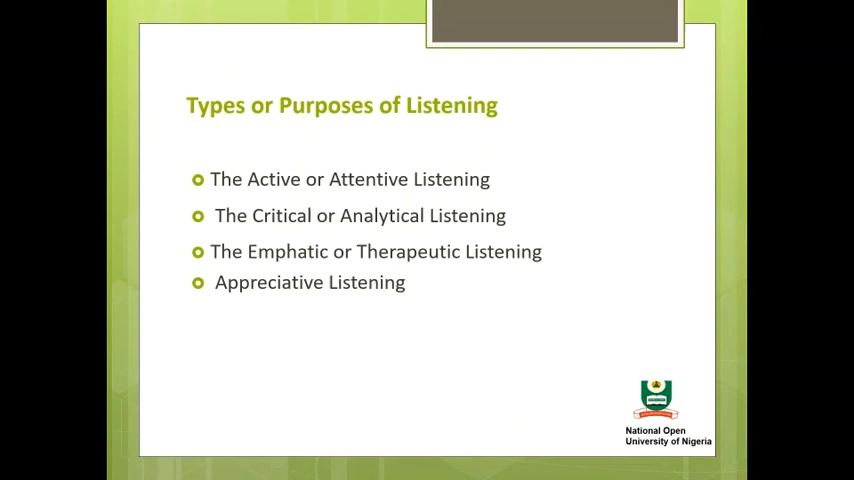 Types or Purposes of Listening
The Active or Attentive Listening
The Critical or Analytical Listening
The Emphatic or Therapeutic Listening
Appreciative Listening
National Open
University of Nigeria